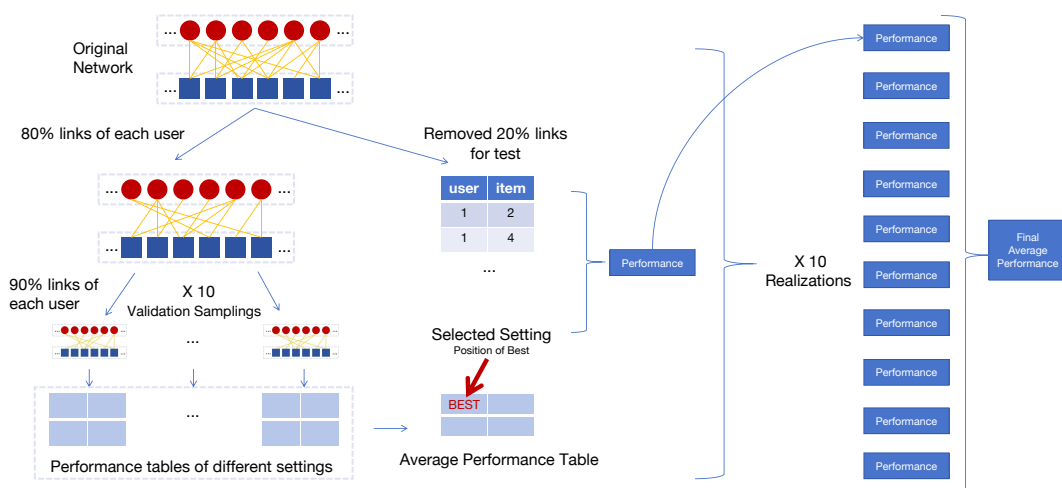 ... ...
Original
Network
... ...
80% links of each user
Removed 20% links
for test
... ...
user item
1 2
1 4
...
... ...
90% links of
each user
X 10
Validation Samplings
... ... ... ...
...
... ... ... ...
...
Performance tables of different settings
Selected Setting
Position of Best
BEST
Average Performance Table
Performance
X 10
Realizations
Performance
Performance
Performance
Performance
Performance
Performance
Performance
Performance
Performance
Performance
Final
Average
Performance